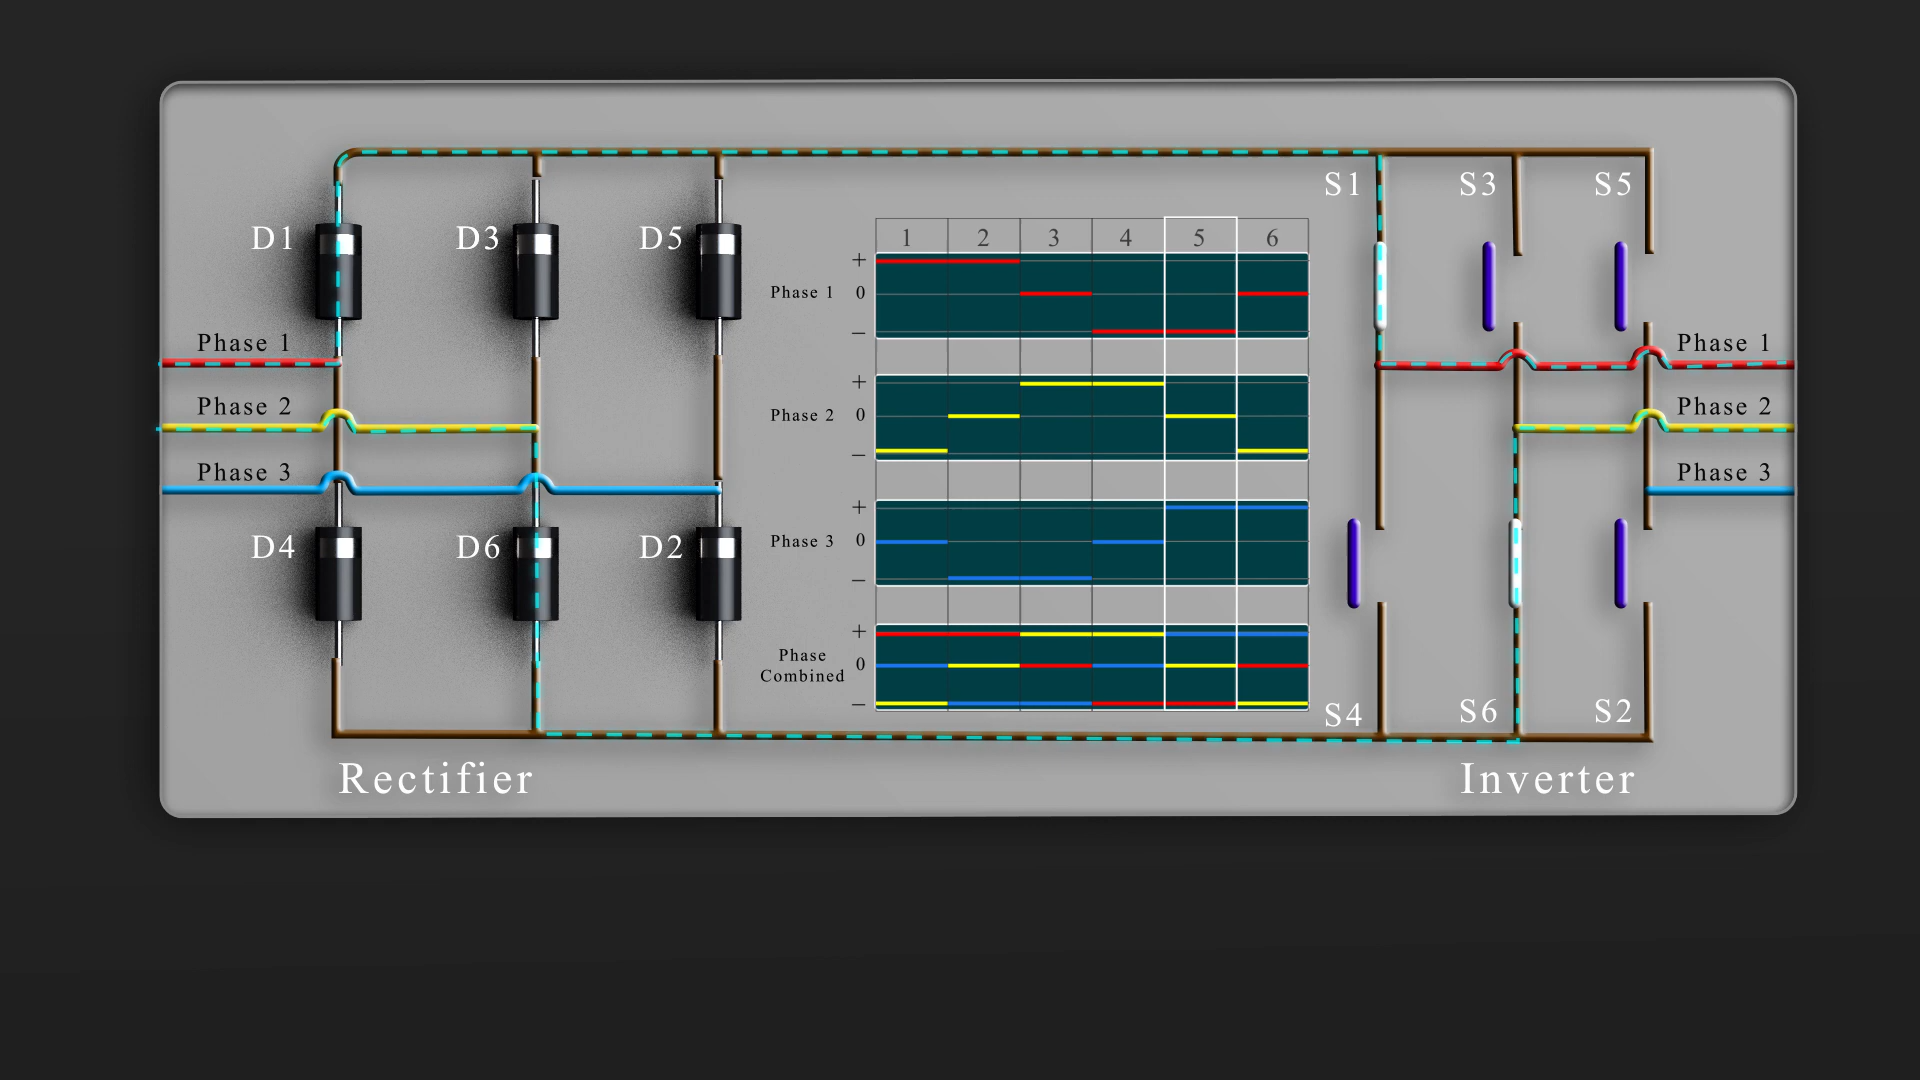 S1 S3 S5
D1 D3 D5
1 2 3 4 5 6
+
Phase 1 0
−
Phase 1
Phase 2
Phase 3
Phase 1
Phase 2
Phase 3
+
Phase 2 0
−
+
Phase 3 0
−
D4 D6 D2
+
Phase
Combined 0
−
S4 S6 S2
Rectifier
Inverter